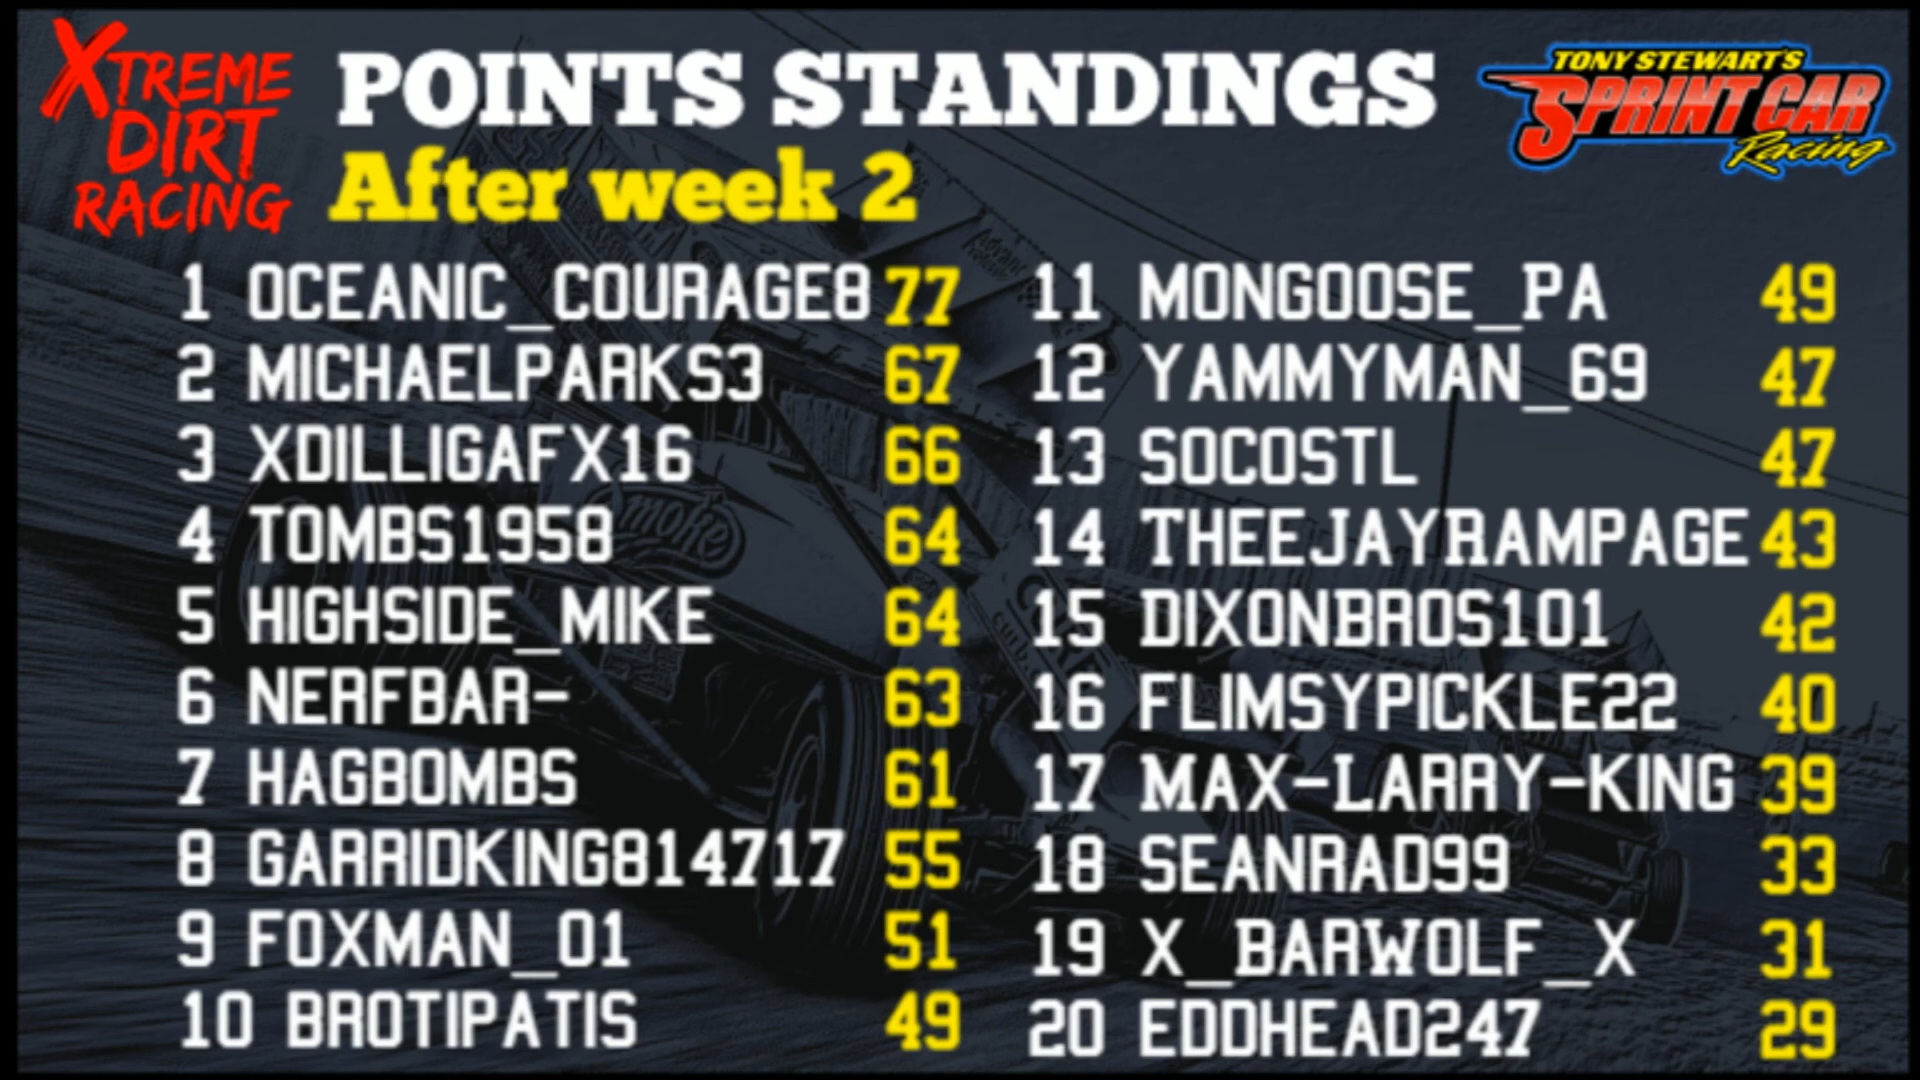 XTREME
DIRT
RACING
POINTS STANDINGS
After week 2
TONY STEWART'S
SPRINT CAR
Racing
1 OCEANIC_COURAGE8 77
2 MICHAELPARKS3 67
3 XDILLIGAFX16 66
4 TOMBS1958 64
5 HIGHSIDE_MIKE 64
6 NERFBAR- 63
7 HAGBOMBS 61
8 GARRIDKING814717 55
9 FOXMAN_01 51
10 BROTIPATIS 49
11 MONGOOSE_PA 49
12 YAMMYMAN_69 47
13 SOCOSTL 47
14 THEEJAYRAMPAGE 43
15 DIXONBROS101 42
16 FLIMSYPICKLE22 40
17 MAX-LARRY-KING 39
18 SEANRAD99 33
19 X_BARWOLF_X 31
20 EDDHEAD247 29